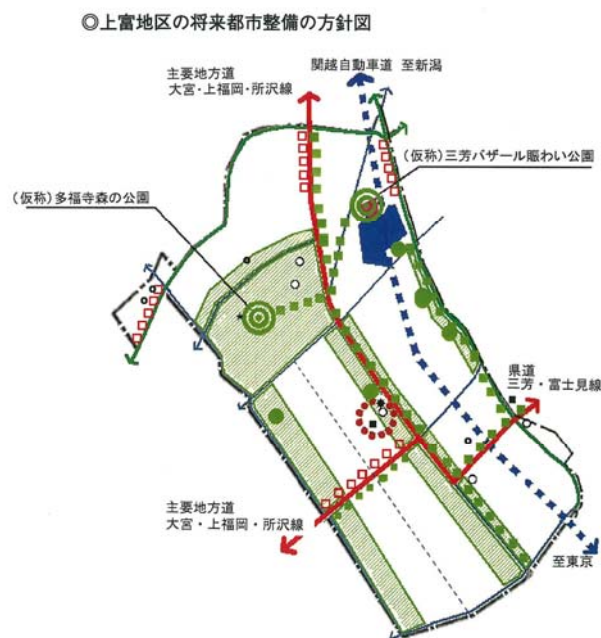 ◎上富地区の将来都市整備の方針図
関越自動車道 至新潟
主要地方道
大宮・上福岡・所沢線
(仮称)三芳バザール賑わい公園
(仮称)多福寺森の公園
県道
三芳・富士見線
主要地方道
大宮・上福岡・所沢線
至東京